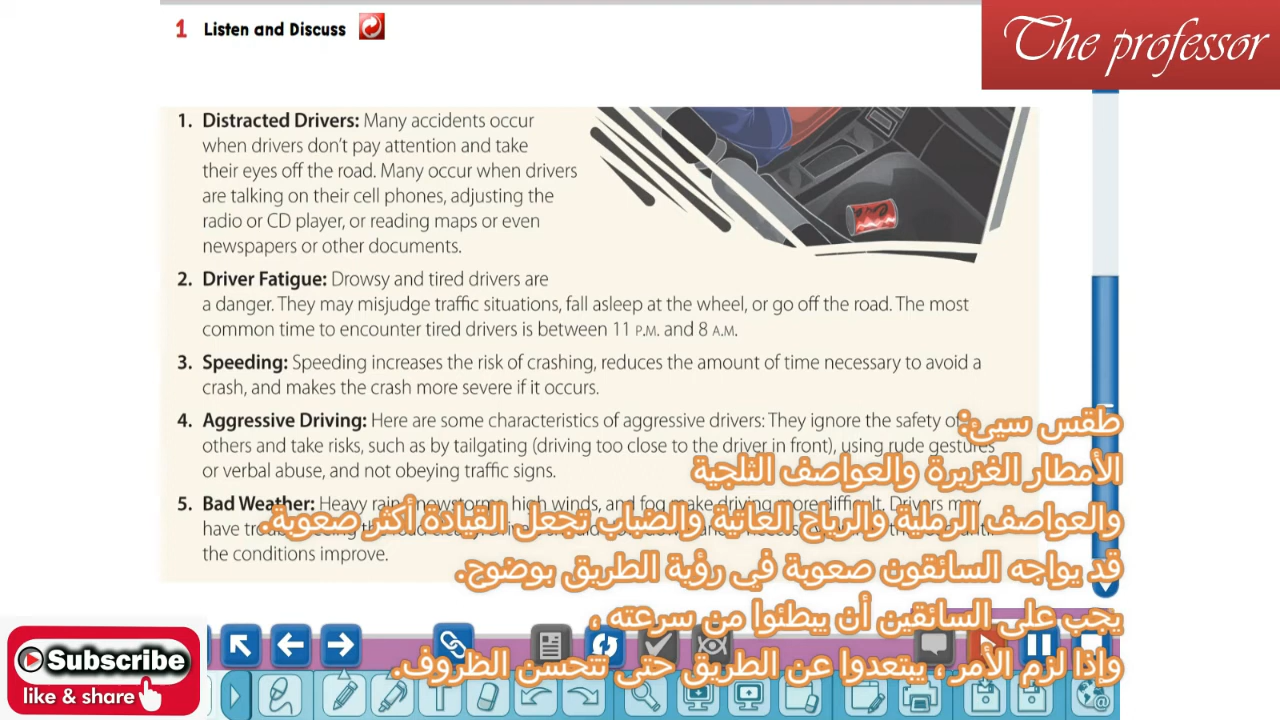 1 Listen and Discuss
The professor
1. Distracted Drivers: Many accidents occur
when drivers don't pay attention and take
their eyes off the road. Many occur when drivers
are talking on their cell phones, adjusting the
radio or CD player, or reading maps or even
newspapers or other documents.
2. Driver Fatigue: Drowsy and tired drivers are
a danger. They may misjudge traffic situations, fall asleep at the wheel, or go off the road. The most
common time to encounter tired drivers is between 11 P.M. and 8 A.M.
3. Speeding: Speeding increases the risk of crashing, reduces the amount of time necessary to avoid a
crash, and makes the crash more severe if it occurs.
4. Aggressive Driving: Here are some characteristics of aggressive drivers: They ignore the safety of
others and take risks, such as by tailgating (driving too close to the driver in front), using rude gestures
or verbal abuse, and not obeying traffic signs.
5. Bad Weather: Heavy rain, snowstorms, high winds, and fog make driving more difficult. Drivers may
have
the conditions improve.
طقس سيئ:
الأمطار الغزيرة والعواصف الثلجية
والعواصف الرملية والرياح العاتية والضباب تجعل القيادة أكثر صعوبة.
قد يواجه السائقون صعوبة في رؤية الطريق بوضوح.
يجب على السائقين أن يبطئوا من سرعته ،
وإذا لزم الأمر ، يبتعدوا عن الطريق حتى تتحسن الظروف.
Subscribe
like & share